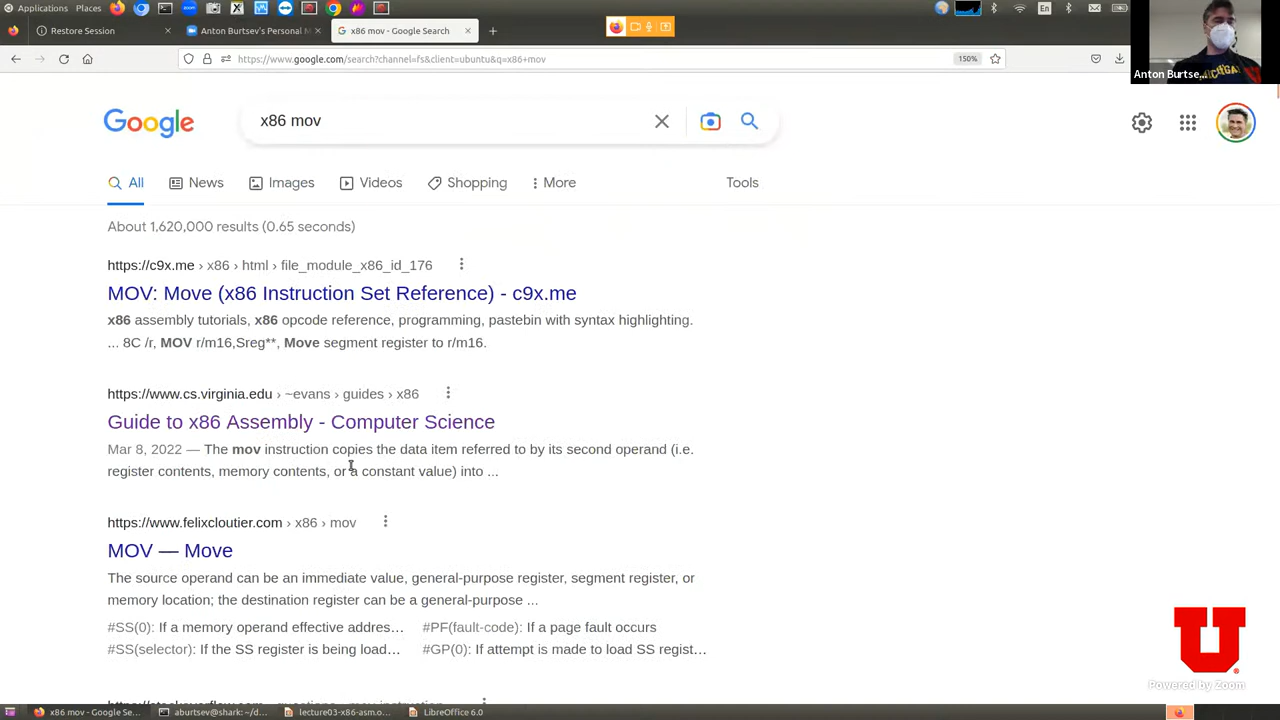 Applications Places
En
Restore Session
Anton Burtsev's Personal M
x86 mov - Google Search
https://www.google.com/search?channel=fs&client=ubuntu&q=x86+mov
150%
MICHIGA
Anton Burtse...
Google
x86 mov
All
News
Images
Videos
Shopping
More
Tools
About 1,620,000 results (0.65 seconds)
https://c9x.me › x86 › html › file_module_x86_id_176
MOV: Move (x86 Instruction Set Reference) - c9x.me
x86 assembly tutorials, x86 opcode reference, programming, pastebin with syntax highlighting.
... 8C /r, MOV r/m16,Sreg**, Move segment register to r/m16.
https://www.cs.virginia.edu › ~evans › guides › x86
Guide to x86 Assembly - Computer Science
Mar 8, 2022 — The mov instruction copies the data item referred to by its second operand (i.e.
register contents, memory contents, or a constant value) into ...
https://www.felixcloutier.com › x86 › mov
MOV — Move
The source operand can be an immediate value, general-purpose register, segment register, or
memory location; the destination register can be a general-purpose ...
#SS(0): If a memory operand effective addres... #PF(fault-code): If a page fault occurs
#SS(selector): If the SS register is being load... #GP(0): If attempt is made to load SS regist...
U
Powered by Zoom
x86 mov - Google Se...
aburtsev@shark: ~/d...
lecture03-x86-asm.o...
LibreOffice 6.0